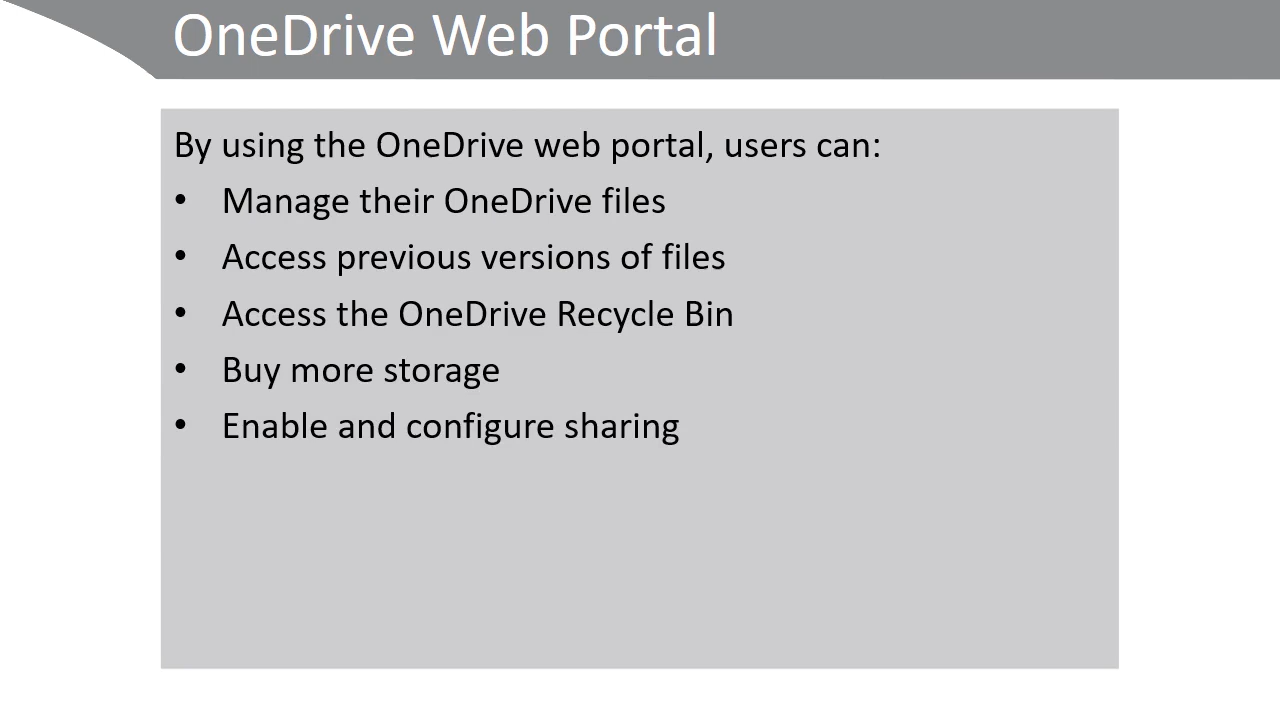 OneDrive Web Portal
By using the OneDrive web portal, users can:
• Manage their OneDrive files
• Access previous versions of files
• Access the OneDrive Recycle Bin
• Buy more storage
• Enable and configure sharing